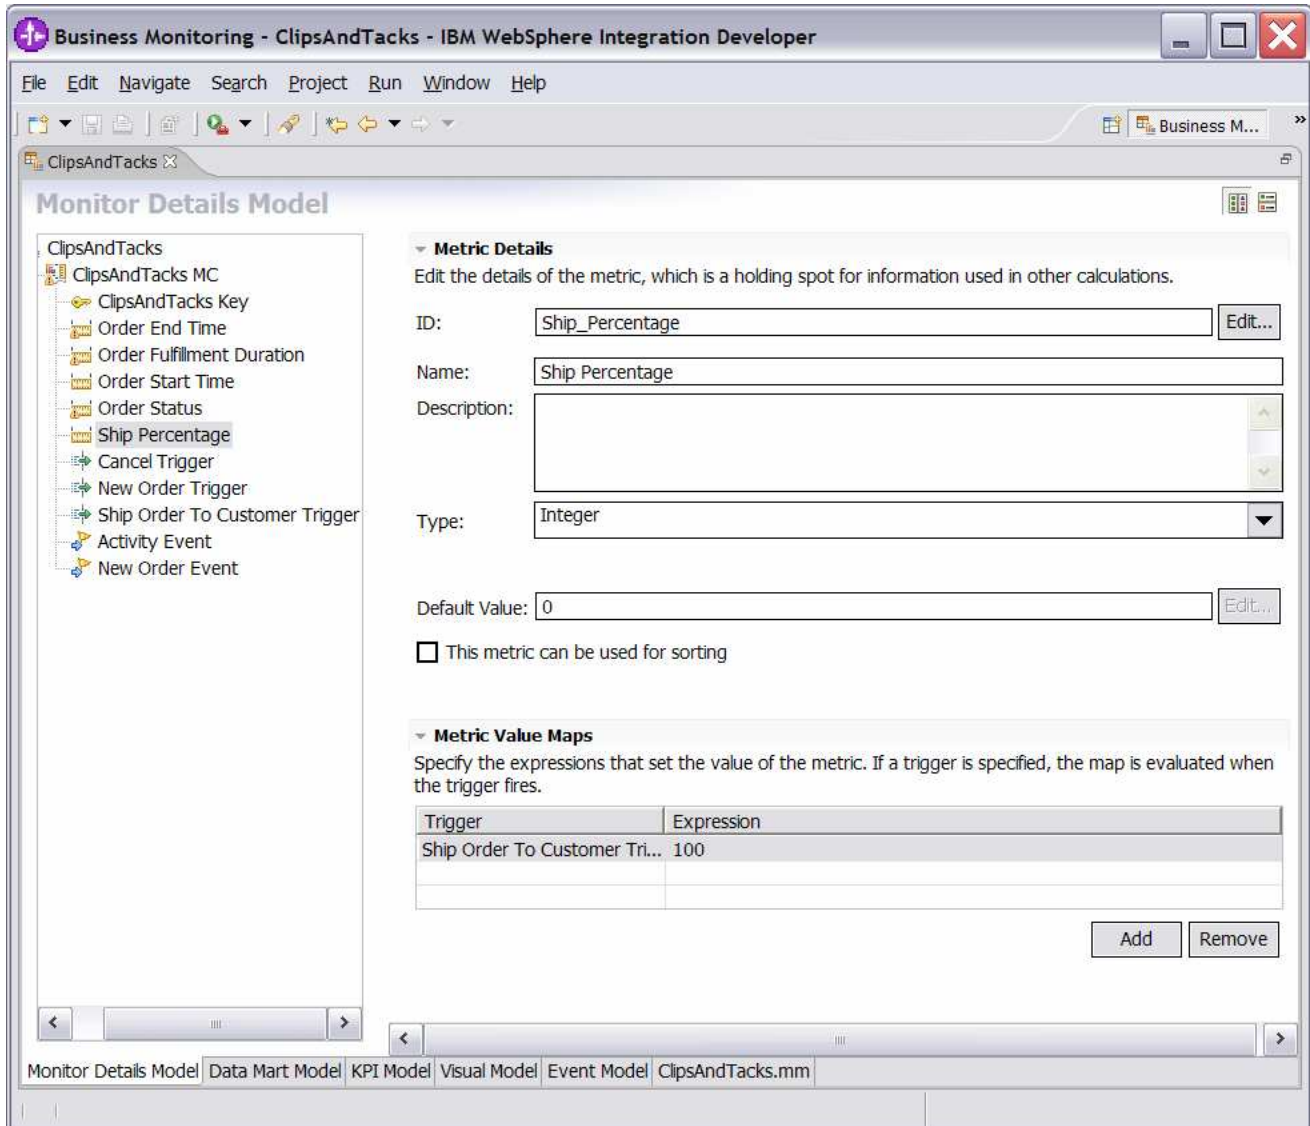 Business Monitoring - ClipsAndTacks - IBM WebSphere Integration Developer
File Edit Navigate Search Project Run Window Help
Business M... »
ClipsAndTacks
Monitor Details Model
ClipsAndTacks
ClipsAndTacks MC
ClipsAndTacks Key
Order End Time
Order Fulfillment Duration
Order Start Time
Order Status
Ship Percentage
Cancel Trigger
New Order Trigger
Ship Order To Customer Trigger
Activity Event
New Order Event
Metric Details
Edit the details of the metric, which is a holding spot for information used in other calculations.
ID: Ship_Percentage Edit...
Name: Ship Percentage
Description:
Type: Integer
Default Value: 0 Edit...
This metric can be used for sorting
Metric Value Maps
Specify the expressions that set the value of the metric. If a trigger is specified, the map is evaluated when
the trigger fires.
Trigger Expression
Ship Order To Customer Tri... 100
Add Remove
Monitor Details Model Data Mart Model KPI Model Visual Model Event Model ClipsAndTacks.mm